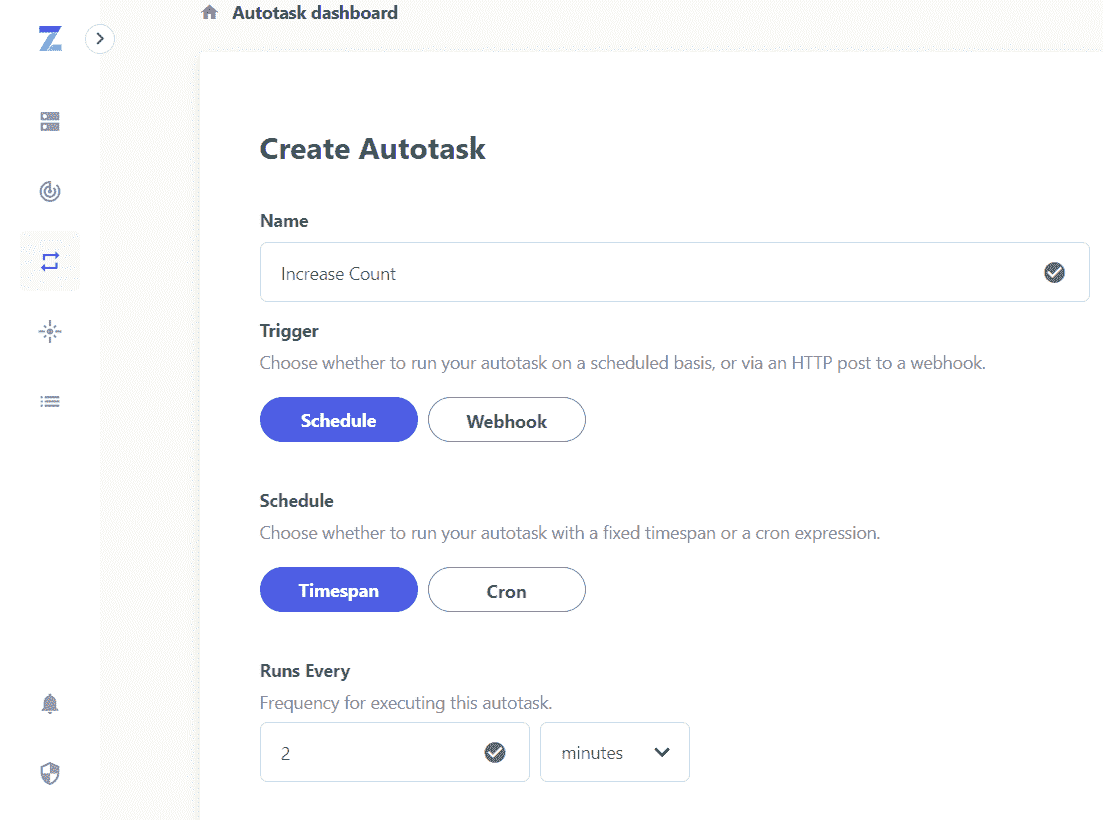 Autotask dashboard
Create Autotask
Name
Increase Count
Trigger
Choose whether to run your autotask on a scheduled basis, or via an HTTP post to a webhook.
Schedule Webhook
Schedule
Choose whether to run your autotask with a fixed timespan or a cron expression.
Timespan Cron
Runs Every
Frequency for executing this autotask.
2 minutes